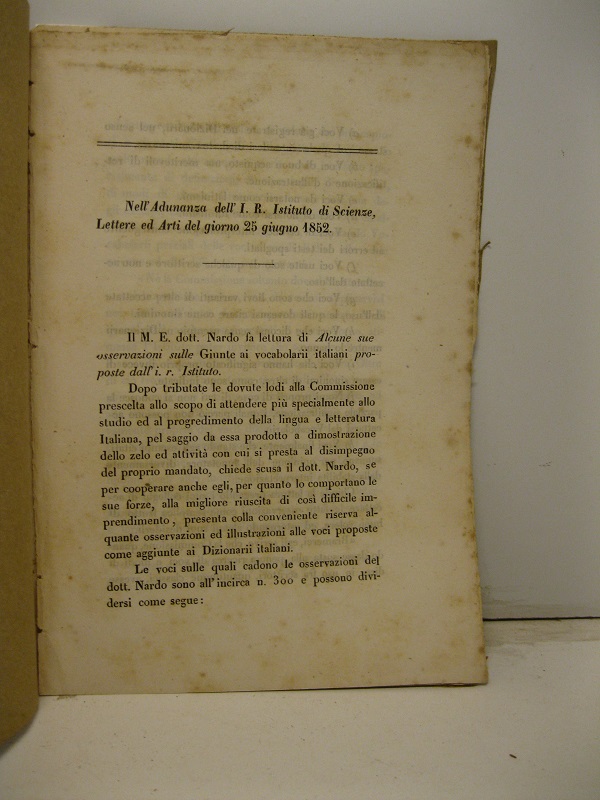 Nell'Adunanza dell' I. R. Istituto di Scienze,
Lettere ed Arti del giorno 25 giugno 1852.
Il M. E. dott. Nardo fa lettura di Alcune sue
osservazioni sulle Giunte ai vocabolarii italiani pro-
poste dall' i. r. Istituto.
Dopo tributate le dovute lodi alla Commissione
prescelta allo scopo di attendere più specialmente allo
studio ed al progredimento della lingua e letteratura
Italiana, pel saggio da essa prodotto a dimostrazione
dello zelo ed attività con cui si presta al disimpegno
del proprio mandato, chiede scusa il dott. Nardo, se
per cooperare anche egli, per quanto lo comportano le
sue forze, alla migliore riuscita di così difficile im-
prendimento, presenta colla conveniente riserva al-
quante osservazioni ed illustrazioni alle voci proposte
come aggiunte ai Dizionarii italiani.
Le voci sulle quali cadono le osservazioni del
dott. Nardo sono all' incirca n. 300 e possono divi-
dersi come segue: